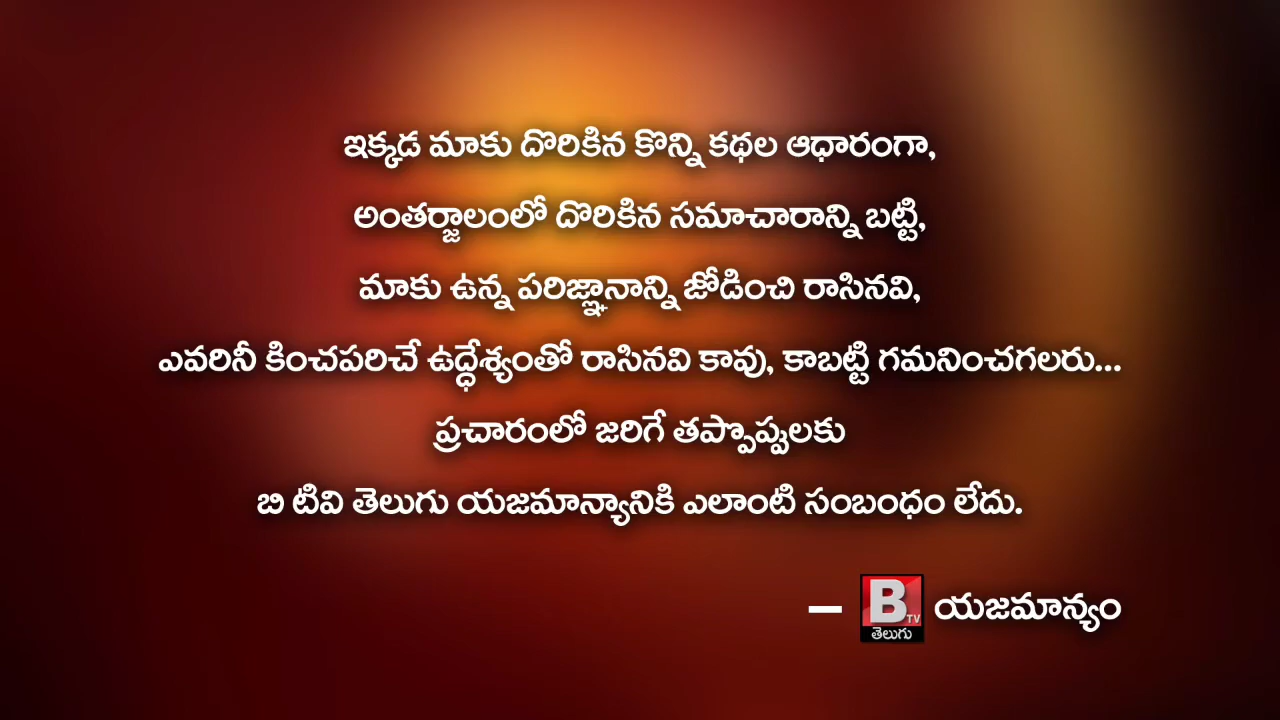 ఇక్కడ మాకు దొరికిన కొన్ని కథల ఆధారంగా,
అంతర్జాలంలో దొరికిన సమాచారాన్ని బట్టి,
మాకు ఉన్న పరిజ్ఞానాన్ని జోడించి రాసినవి,
ఎవరినీ కించపరిచే ఉద్ధేశ్యంతో రాసినవి కావు, కాబట్టి గమనించగలరు...
ప్రచారంలో జరిగే తప్పొప్పులకు
బి టివి తెలుగు యజమాన్యానికి ఎలాంటి సంబంధం లేదు.
– B TV తెలుగు యజమాన్యం